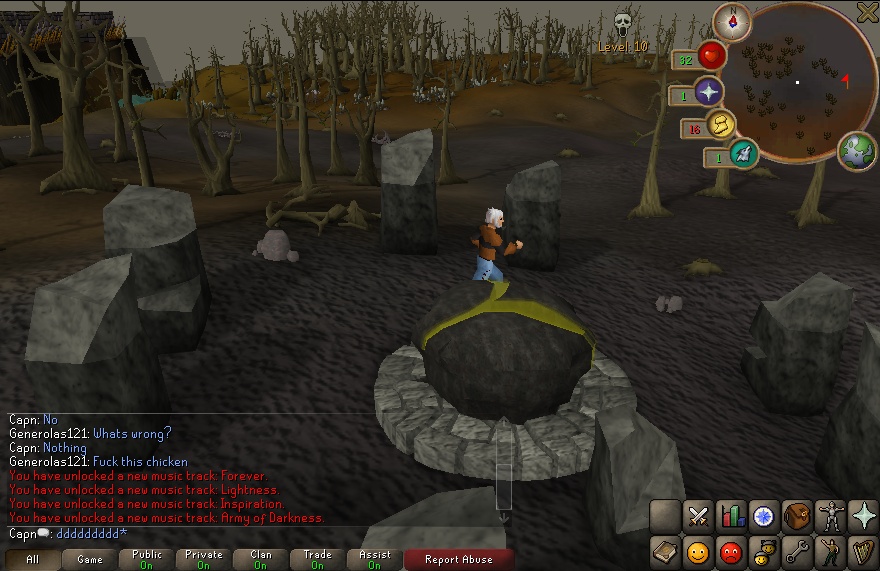 N
Level: 10
32
1
16
1
Capn: No
Generolas121: Whats wrong?
Capn: Nothing
Generolas121: Fuck this chicken
You have unlocked a new music track: Forever.
You have unlocked a new music track: Lightness.
You have unlocked a new music track: Inspiration.
You have unlocked a new music track: Army of Darkness.
Capn: ddddddddd*
All Game Public Private Clan Trade Assist Report Abuse
On On On On On